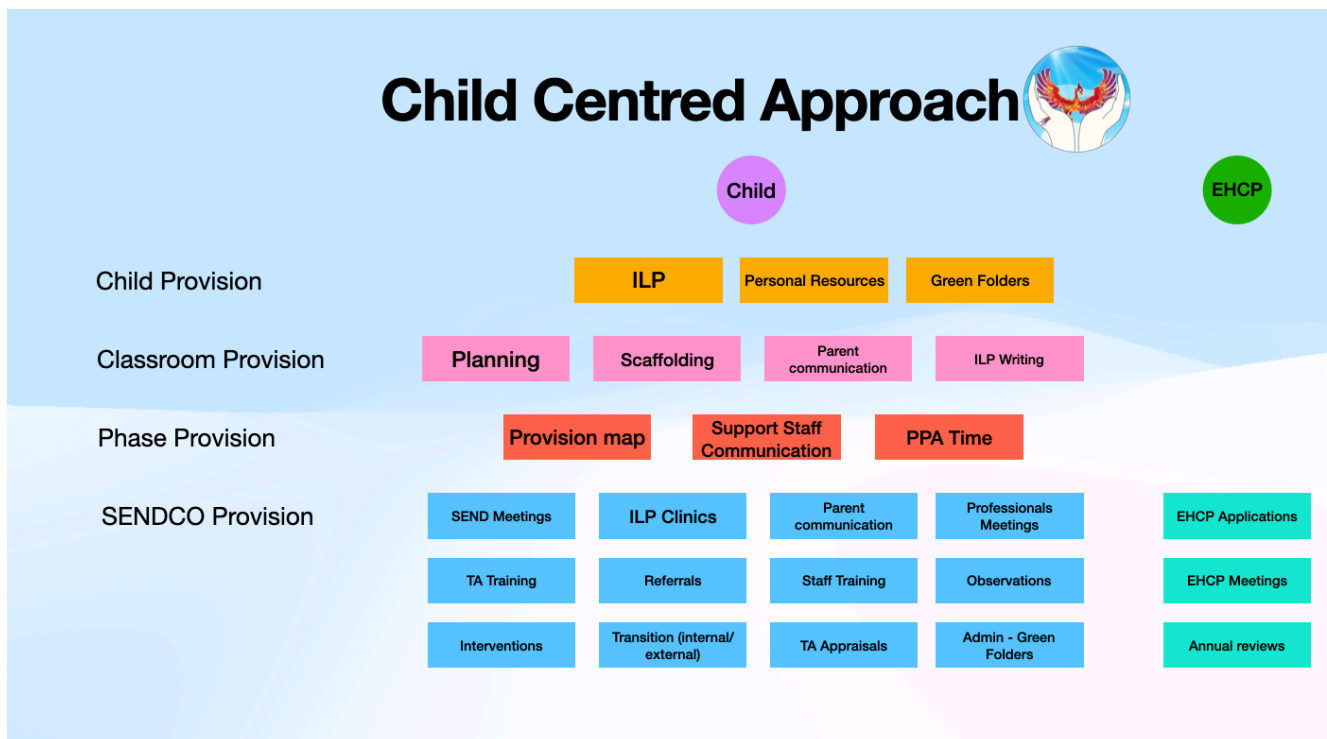 Child Centred Approach
Child
EHCP
Child Provision
ILP
Personal Resources
Green Folders
Classroom Provision
Planning
Scaffolding
Parent
communication
ILP Writing
Phase Provision
Provision map
Support Staff
Communication
PPA Time
SENDCO Provision
SEND Meetings
ILP Clinics
Parent
communication
Professionals
Meetings
EHCP Applications
TA Training
Referrals
Staff Training
Observations
EHCP Meetings
Interventions
Transition (internal/
external)
TA Appraisals
Admin - Green
Folders
Annual reviews